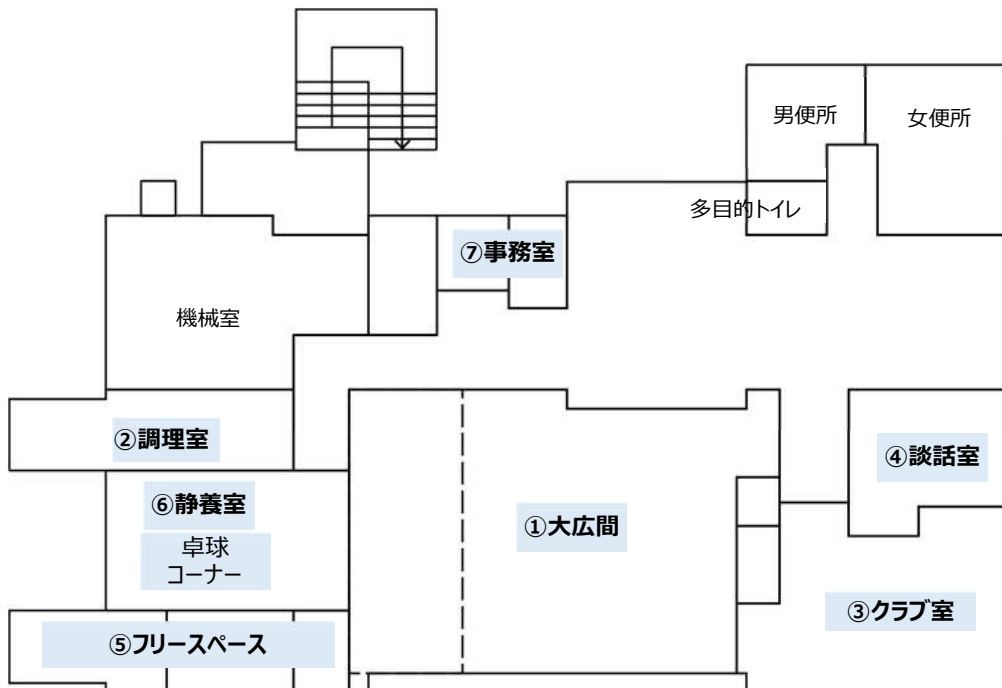 男便所
女便所
多目的トイレ
⑦事務室
機械室
②調理室
④談話室
⑥静養室
①大広間
卓球
コーナー
③クラブ室
⑤フリースペース